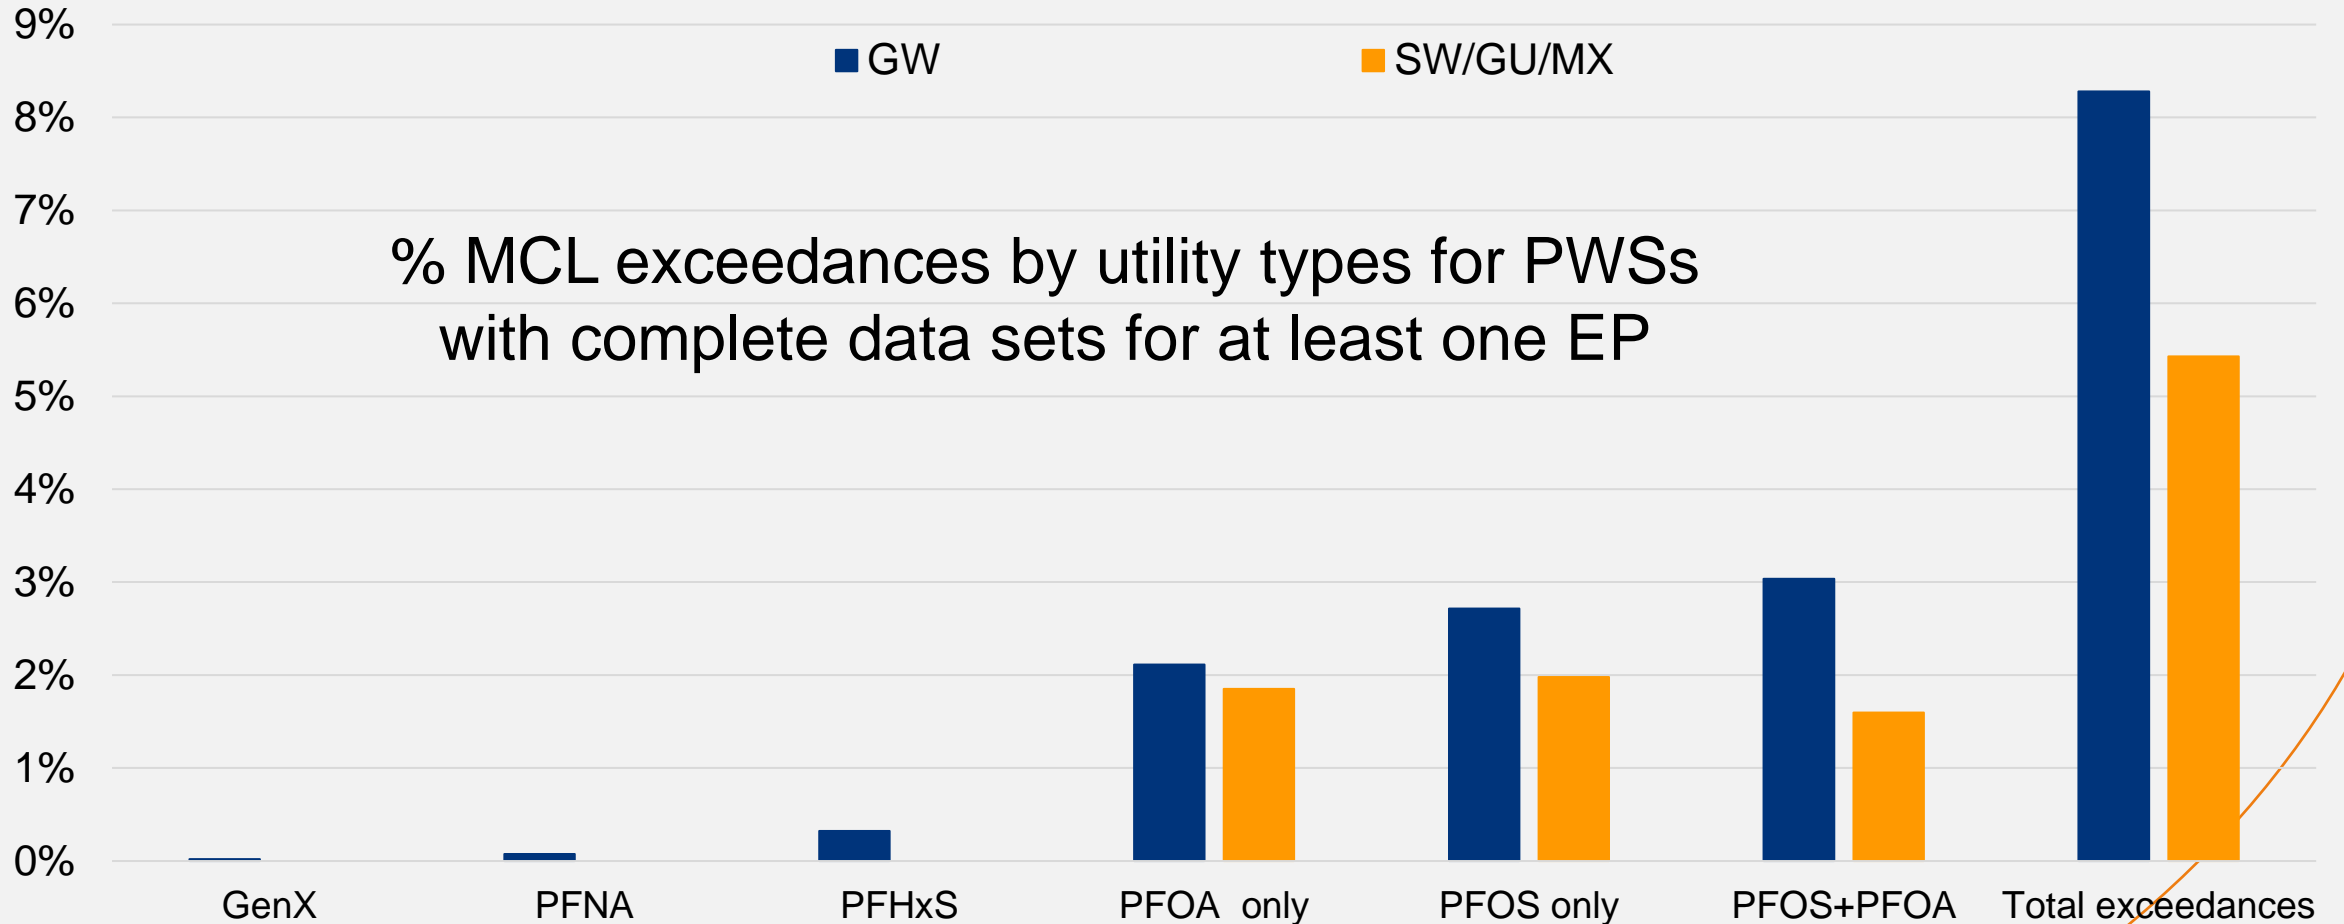 9%
GW
SW/GU/MX
8%
7%
% MCL exceedances by utility types for PWSs
6%
with complete data sets for at least one EP
5%
4%
3%
2%
1%
0%
GenX
PFNA
PFHxS
PFOA only
PFOS only
PFOS+PFOA
Total exceedances